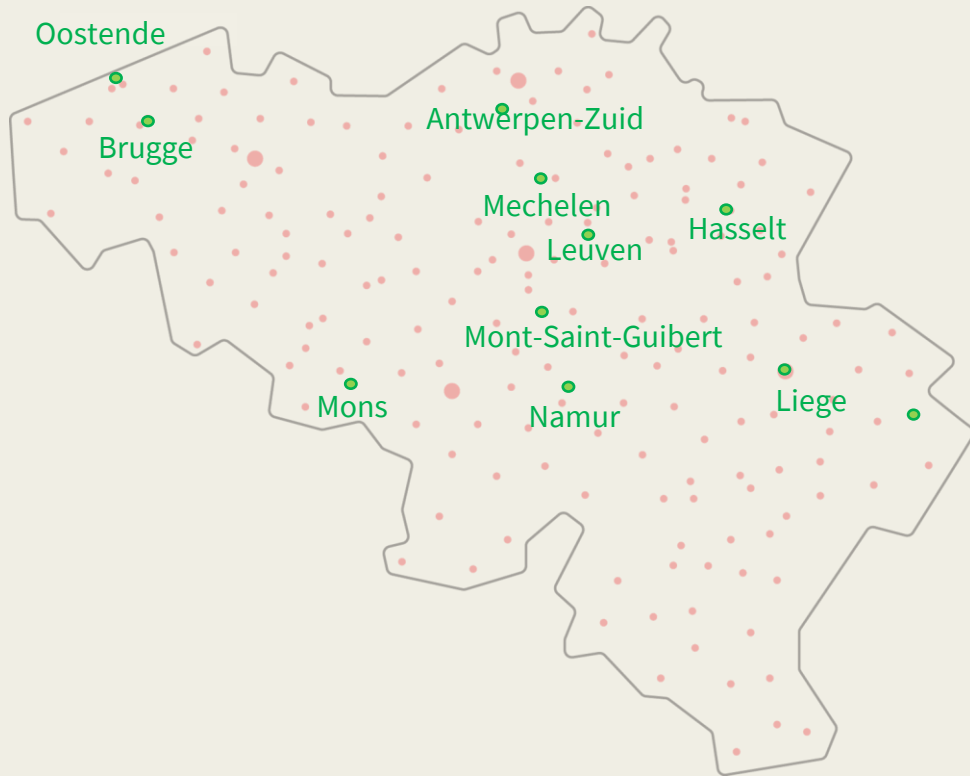 Oostende
Antwerpen-Zuid
Brugge
Mechelen
Hasselt
Leuven
Mont-Saint-Guibert
Mons
Liege
Namur